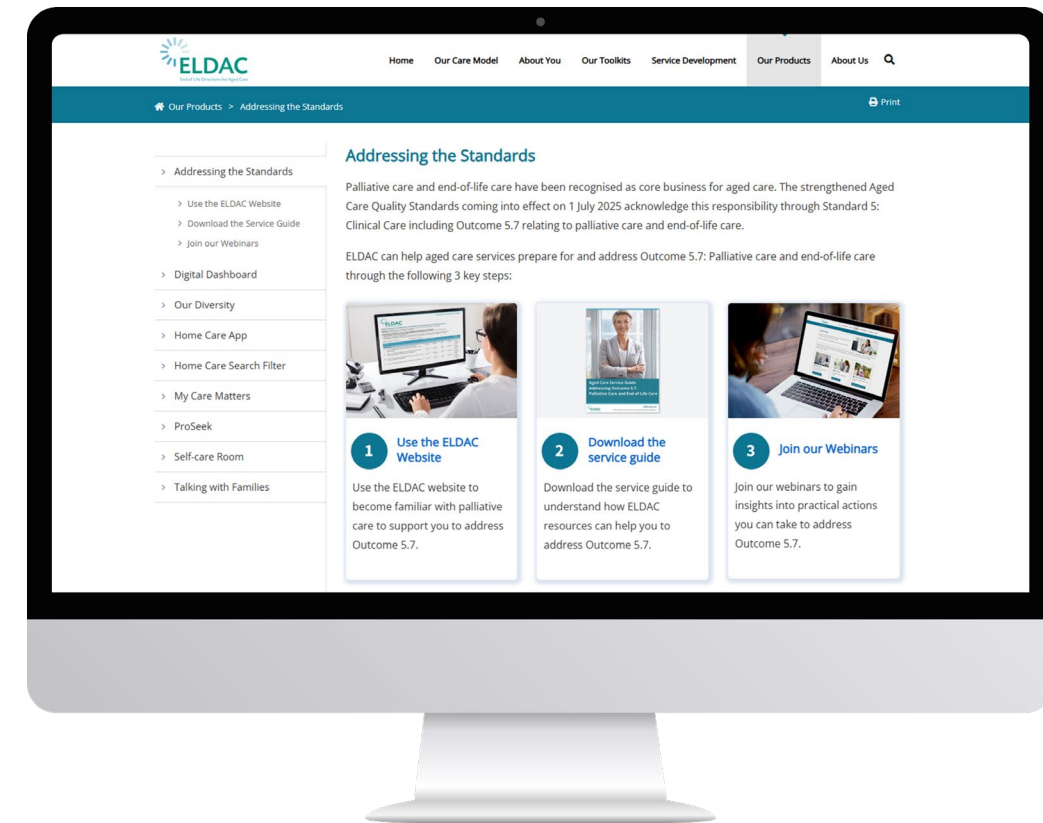 ELDAC
End of Life Directions for Aged Care
Home Our Care Model About You Our Toolkits Service Development Our Products About Us
Our Products > Addressing the Standards
Print
> Addressing the Standards
> Use the ELDAC Website
> Download the Service Guide
> Join our Webinars
> Digital Dashboard
> Our Diversity
> Home Care App
> Home Care Search Filter
> My Care Matters
> ProSeek
> Self-care Room
> Talking with Families
Addressing the Standards
Palliative care and end-of-life care have been recognised as core business for aged care. The strengthened Aged
Care Quality Standards coming into effect on 1 July 2025 acknowledge this responsibility through Standard 5:
Clinical Care including Outcome 5.7 relating to palliative care and end-of-life care.
ELDAC can help aged care services prepare for and address Outcome 5.7: Palliative care and end-of-life care
through the following 3 key steps:
ELDAC
1
Use the ELDAC
Website
Use the ELDAC website to
become familiar with palliative
care to support you to address
Outcome 5.7.
Aged Care Service Guide
Addressing Outcome 5.7
Palliative Care and End of Life Care
ELDAC
2
Download the
service guide
Download the service guide to
understand how ELDAC
resources can help you to
address Outcome 5.7.
3
Join our Webinars
Join our webinars to gain
insights into practical actions
you can take to address
Outcome 5.7.